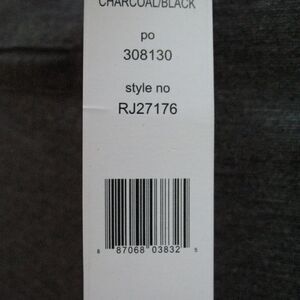 CHARCOAL/BLACK
po
308130
style no
RJ27176
8 87068 03832 5